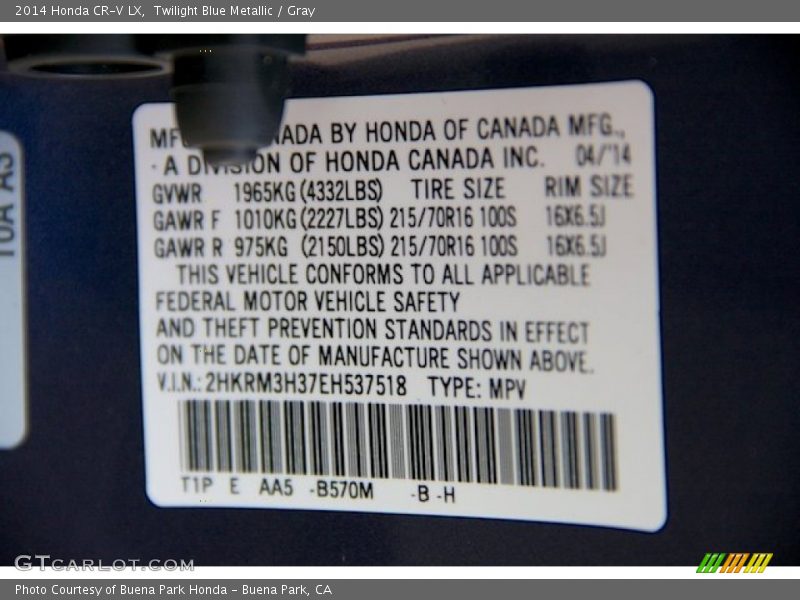 2014 Honda CR-V LX, Twilight Blue Metallic / Gray
BY HONDA OF CANADA MFG.,
- A DIVISION OF HONDA CANADA INC. 04/'14
GVWR 1965KG (4332LBS) TIRE SIZE RIM SIZE
GAWR F 1010KG (2227LBS) 215/70R16 100S 16X6.5J
GAWR R 975KG (2150LBS) 215/70R16 100S 16X6.5J
THIS VEHICLE CONFORMS TO ALL APPLICABLE
FEDERAL MOTOR VEHICLE SAFETY
AND THEFT PREVENTION STANDARDS IN EFFECT
ON THE DATE OF MANUFACTURE SHOWN ABOVE.
V.I.N.: 2HKRM3H37EH537518 TYPE: MPV
T1P E AA5 -B570M -B -H
10A A3
GTCARLOT.COM
Photo Courtesy of Buena Park Honda - Buena Park, CA